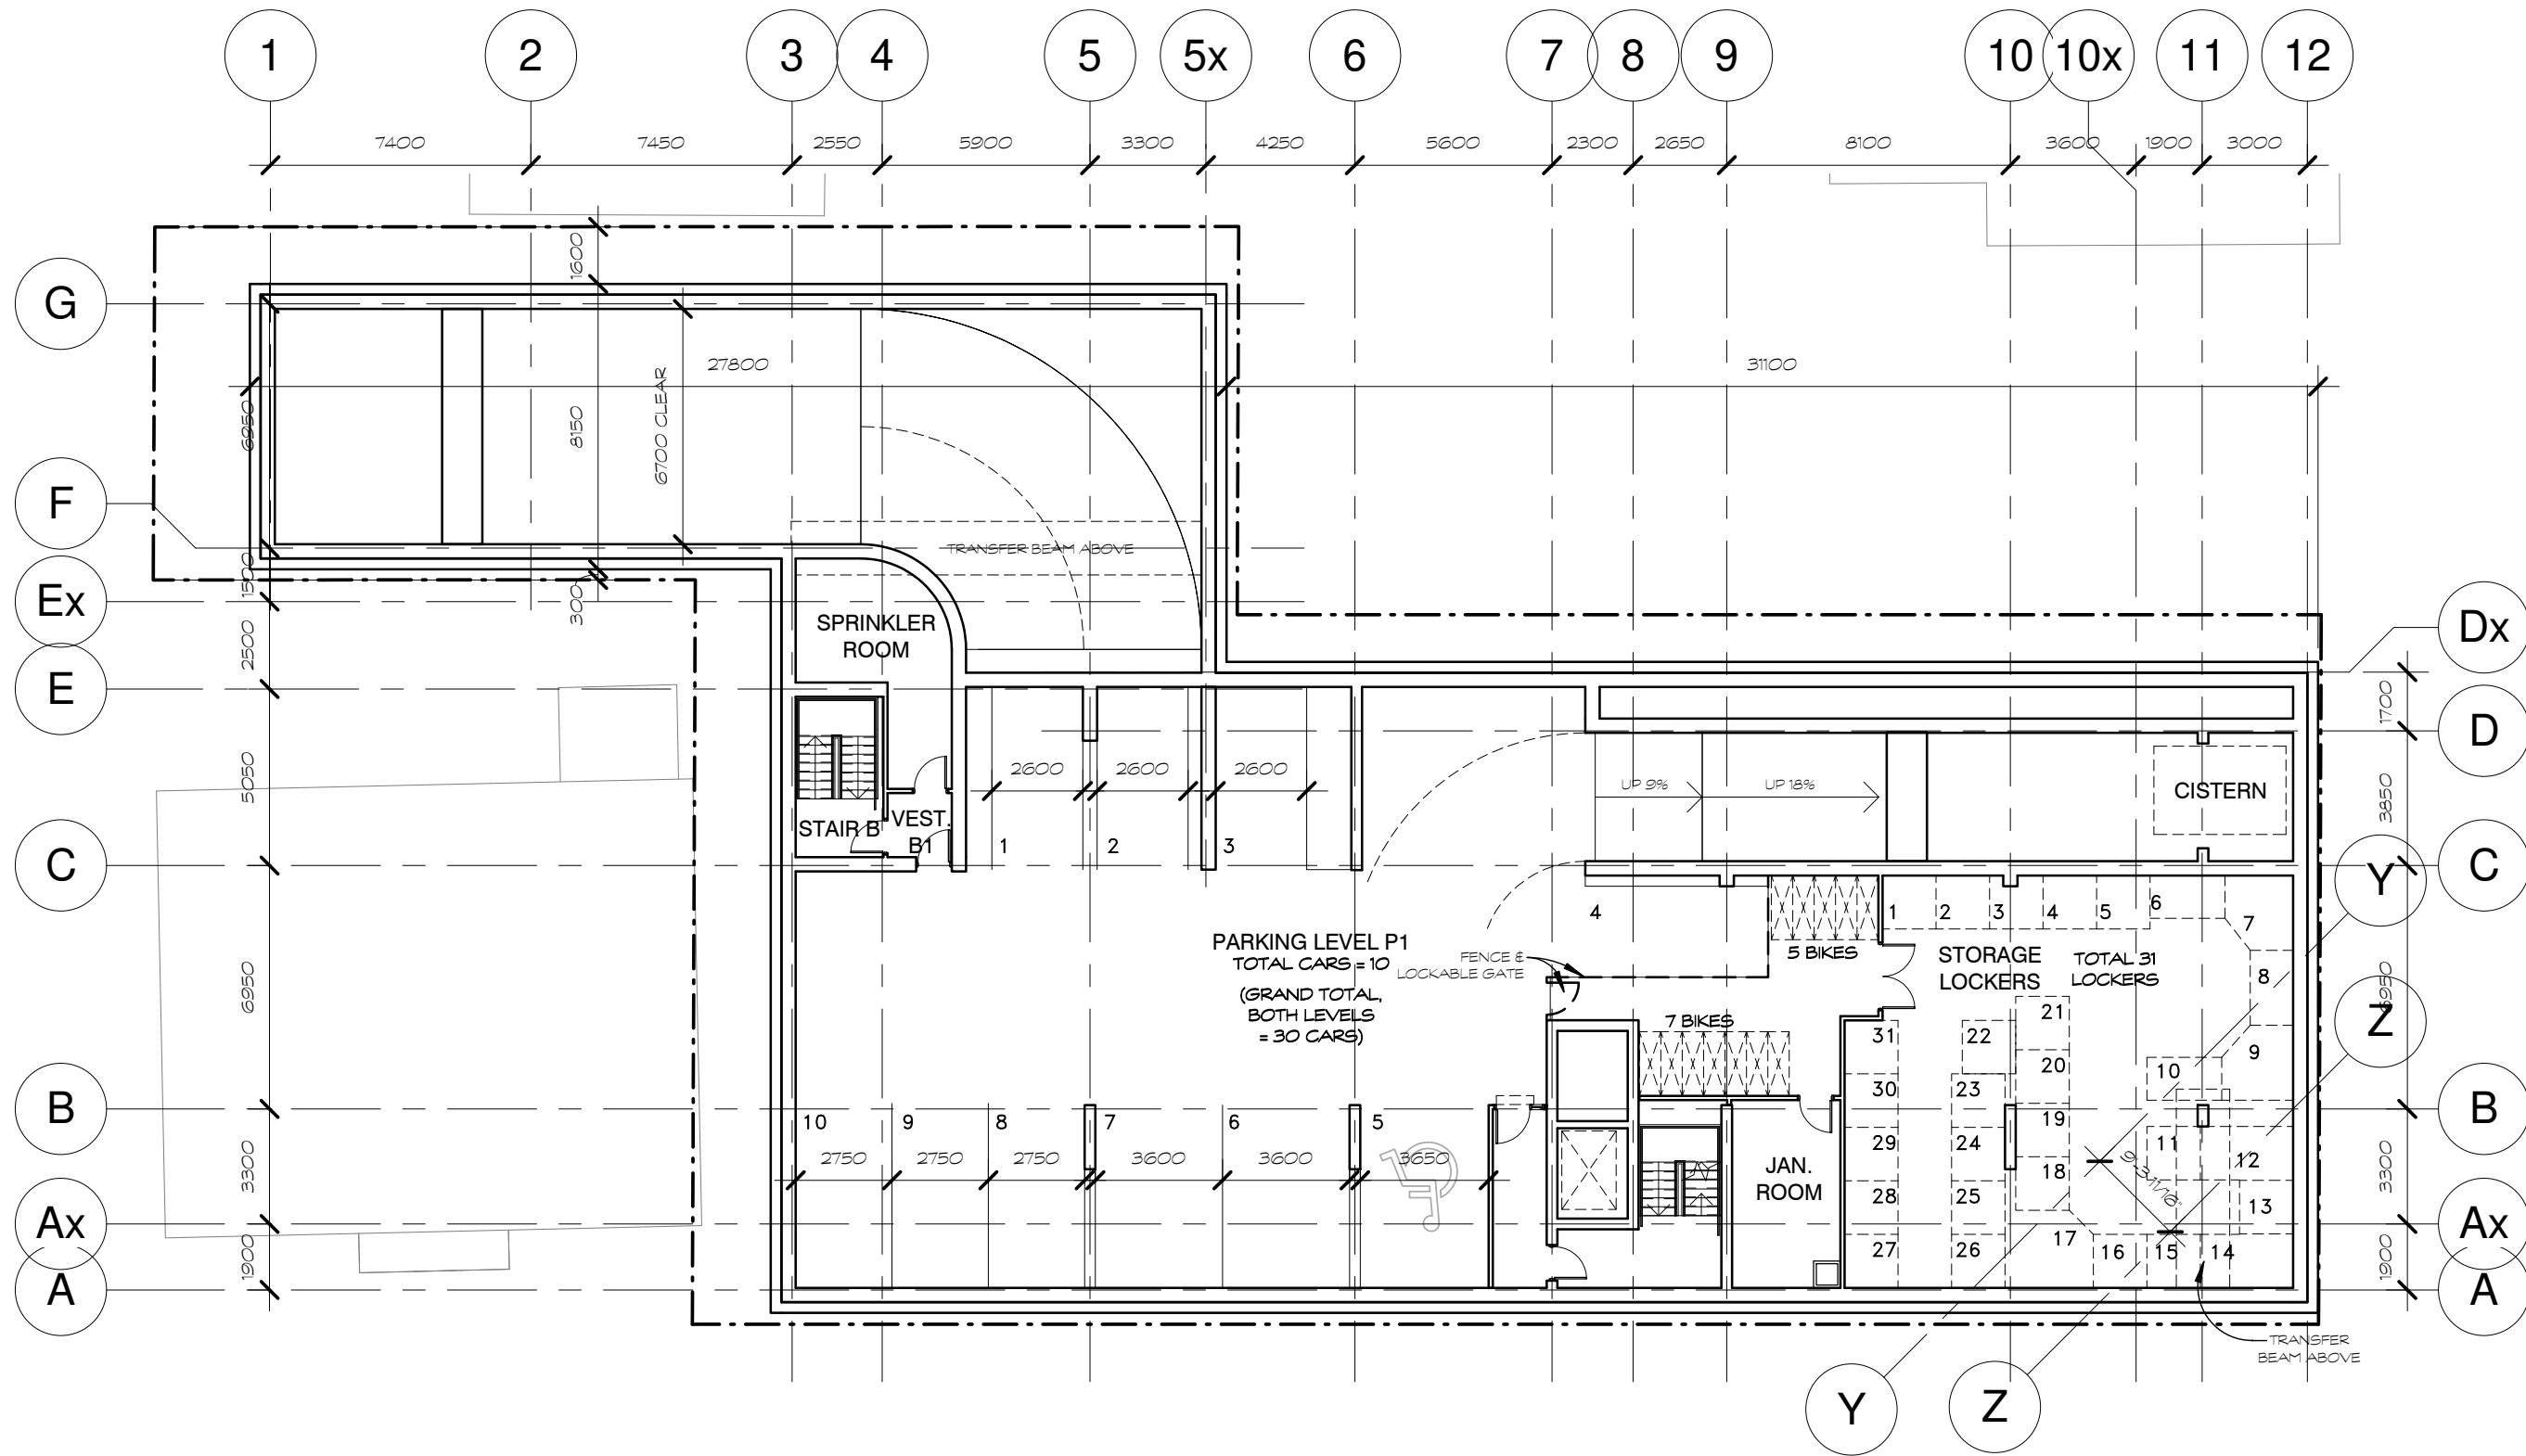 1 2 3 4 5 5x 6 7 8 9 10 10x 11 12
7400 7450 2550 5900 3300 4250 5600 2300 2650 8100 3600 1900 3000
1600
G
27800
31100
6950
8150
6700 CLEAR
F
TRANSFER BEAM ABOVE
1500
300
Ex
Dx
SPRINKLER
ROOM
2500
E
1700
D
5050
2600 2600 2600
UP 9% UP 18%
CISTERN
3850
STAIR B
VEST.
B1
1 2 3
C
C
Y
4
1 2 3 4 5 6
7
PARKING LEVEL P1
TOTAL CARS = 10
(GRAND TOTAL,
BOTH LEVELS
= 30 CARS)
FENCE &
LOCKABLE GATE
5 BIKES
STORAGE
LOCKERS
TOTAL 31
LOCKERS
8
6950
6950
Z
7 BIKES
21
31 22
9
20
10
30 23
B
B
10 9 8 7 6 5
19
29 24
11
12
2750 2750 2750 3600 3600 3650
3300
3300
JAN.
ROOM
18
9'-3-11/16"
28 25
13
Ax
Ax
17
27 26
16 15 14
1900
1900
A
A
TRANSFER
BEAM ABOVE
Y Z